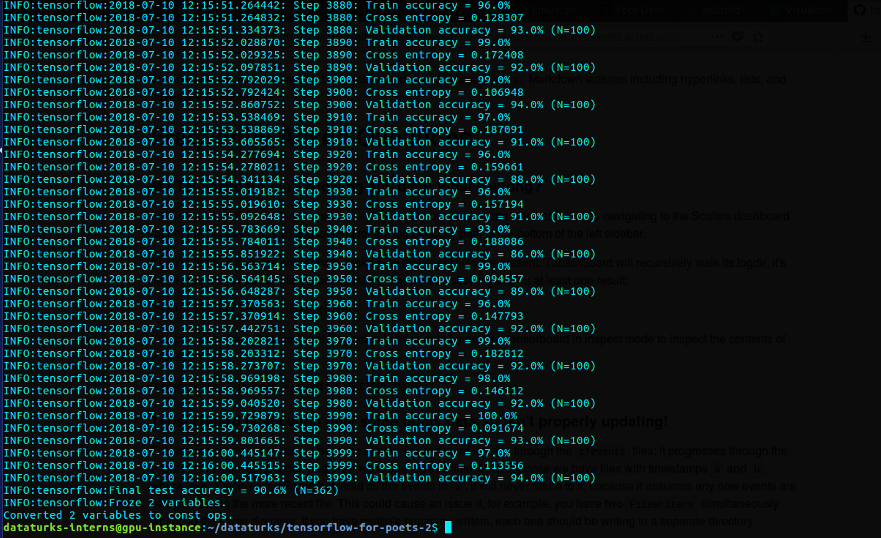 INFO:tensorflow:2018-07-10 12:15:51.264442: Step 3880: Train accuracy = 96.0%
INFO:tensorflow:2018-07-10 12:15:51.264832: Step 3880: Cross entropy = 0.128307
INFO:tensorflow:2018-07-10 12:15:51.334373: Step 3880: Validation accuracy = 93.0% (N=100)
INFO:tensorflow:2018-07-10 12:15:52.028870: Step 3890: Train accuracy = 99.0%
INFO:tensorflow:2018-07-10 12:15:52.029325: Step 3890: Cross entropy = 0.172408
INFO:tensorflow:2018-07-10 12:15:52.097851: Step 3890: Validation accuracy = 92.0% (N=100)
INFO:tensorflow:2018-07-10 12:15:52.792029: Step 3900: Train accuracy = 99.0%
INFO:tensorflow:2018-07-10 12:15:52.792424: Step 3900: Cross entropy = 0.106948
INFO:tensorflow:2018-07-10 12:15:52.860752: Step 3900: Validation accuracy = 94.0% (N=100)
INFO:tensorflow:2018-07-10 12:15:53.538469: Step 3910: Train accuracy = 97.0%
INFO:tensorflow:2018-07-10 12:15:53.538869: Step 3910: Cross entropy = 0.187091
INFO:tensorflow:2018-07-10 12:15:53.605565: Step 3910: Validation accuracy = 91.0% (N=100)
INFO:tensorflow:2018-07-10 12:15:54.277694: Step 3920: Train accuracy = 96.0%
INFO:tensorflow:2018-07-10 12:15:54.278021: Step 3920: Cross entropy = 0.159661
INFO:tensorflow:2018-07-10 12:15:54.341134: Step 3920: Validation accuracy = 88.0% (N=100)
INFO:tensorflow:2018-07-10 12:15:55.019182: Step 3930: Train accuracy = 96.0%
INFO:tensorflow:2018-07-10 12:15:55.019610: Step 3930: Cross entropy = 0.157194
INFO:tensorflow:2018-07-10 12:15:55.092648: Step 3930: Validation accuracy = 91.0% (N=100)
INFO:tensorflow:2018-07-10 12:15:55.783669: Step 3940: Train accuracy = 93.0%
INFO:tensorflow:2018-07-10 12:15:55.784011: Step 3940: Cross entropy = 0.188086
INFO:tensorflow:2018-07-10 12:15:55.851922: Step 3940: Validation accuracy = 86.0% (N=100)
INFO:tensorflow:2018-07-10 12:15:56.563714: Step 3950: Train accuracy = 99.0%
INFO:tensorflow:2018-07-10 12:15:56.564145: Step 3950: Cross entropy = 0.094557
INFO:tensorflow:2018-07-10 12:15:56.648287: Step 3950: Validation accuracy = 89.0% (N=100)
INFO:tensorflow:2018-07-10 12:15:57.370563: Step 3960: Train accuracy = 96.0%
INFO:tensorflow:2018-07-10 12:15:57.370914: Step 3960: Cross entropy = 0.147793
INFO:tensorflow:2018-07-10 12:15:57.442751: Step 3960: Validation accuracy = 92.0% (N=100)
INFO:tensorflow:2018-07-10 12:15:58.202821: Step 3970: Train accuracy = 99.0%
INFO:tensorflow:2018-07-10 12:15:58.203312: Step 3970: Cross entropy = 0.182812
INFO:tensorflow:2018-07-10 12:15:58.273707: Step 3970: Validation accuracy = 92.0% (N=100)
INFO:tensorflow:2018-07-10 12:15:58.969198: Step 3980: Train accuracy = 98.0%
INFO:tensorflow:2018-07-10 12:15:58.969557: Step 3980: Cross entropy = 0.146112
INFO:tensorflow:2018-07-10 12:15:59.040520: Step 3980: Validation accuracy = 92.0% (N=100)
INFO:tensorflow:2018-07-10 12:15:59.729879: Step 3990: Train accuracy = 100.0%
INFO:tensorflow:2018-07-10 12:15:59.730268: Step 3990: Cross entropy = 0.091674
INFO:tensorflow:2018-07-10 12:15:59.801665: Step 3990: Validation accuracy = 93.0% (N=100)
INFO:tensorflow:2018-07-10 12:16:00.445147: Step 3999: Train accuracy = 97.0%
INFO:tensorflow:2018-07-10 12:16:00.445515: Step 3999: Cross entropy = 0.113556
INFO:tensorflow:2018-07-10 12:16:00.517963: Step 3999: Validation accuracy = 94.0% (N=100)
INFO:tensorflow:Final test accuracy = 90.6% (N=362)
INFO:tensorflow:Froze 2 variables.
Converted 2 variables to const ops.
dataturks-interns@gpu-instance:~/dataturks/tensorflow-for-poets-2$